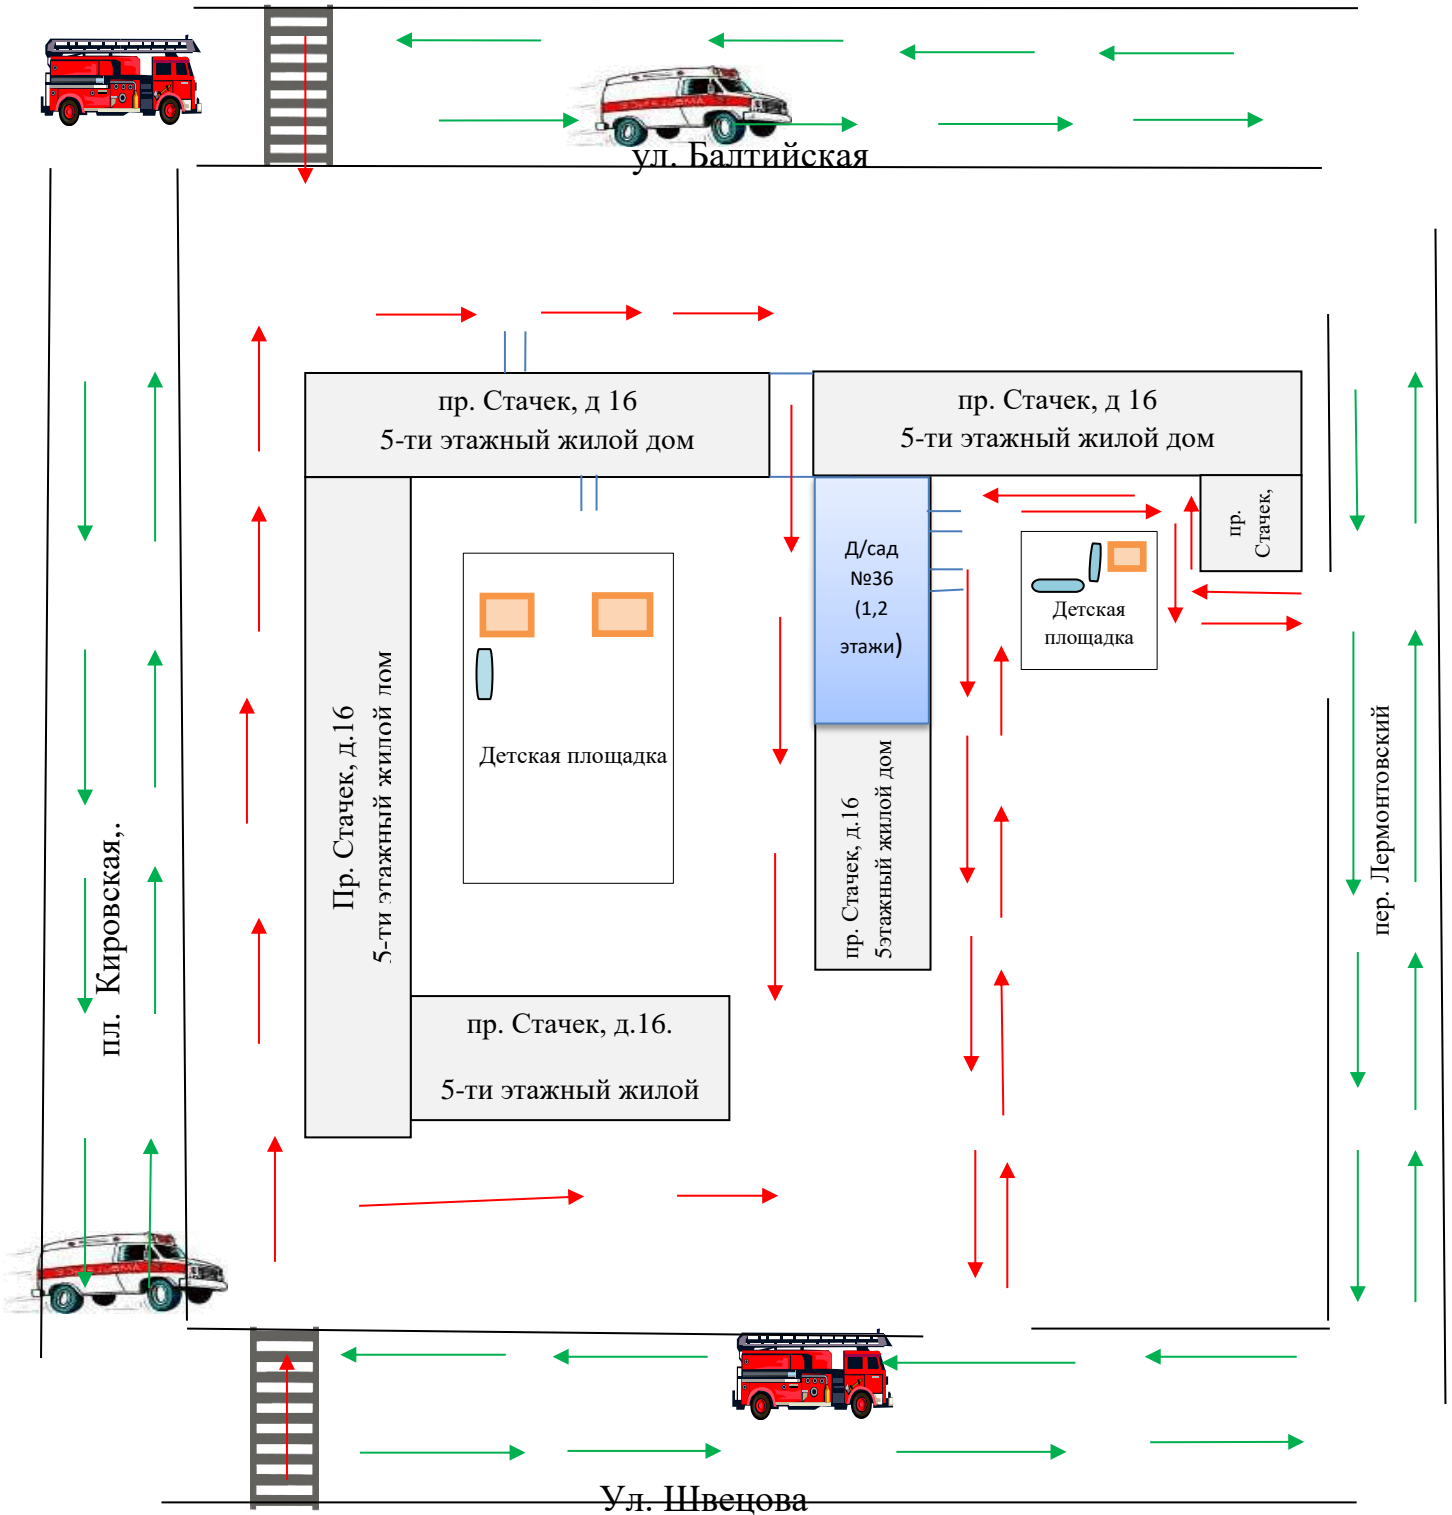 ул. Балтийская
пр. Стачек, д 16
5-ти этажный жилой дом
пр. Стачек, д 16
5-ти этажный жилой дом
пр.
Стачек,
Д/сад
№36
(1,2
этажи)
Детская
площадка
Пр. Стачек, д.16
5-ти этажный жилой дом
Детская площадка
пр. Стачек, д.16
5этажный жилой дом
пл. Кировская,.
пер. Лермонтовский
пр. Стачек, д.16.
5-ти этажный жилой
Ул. Швецова